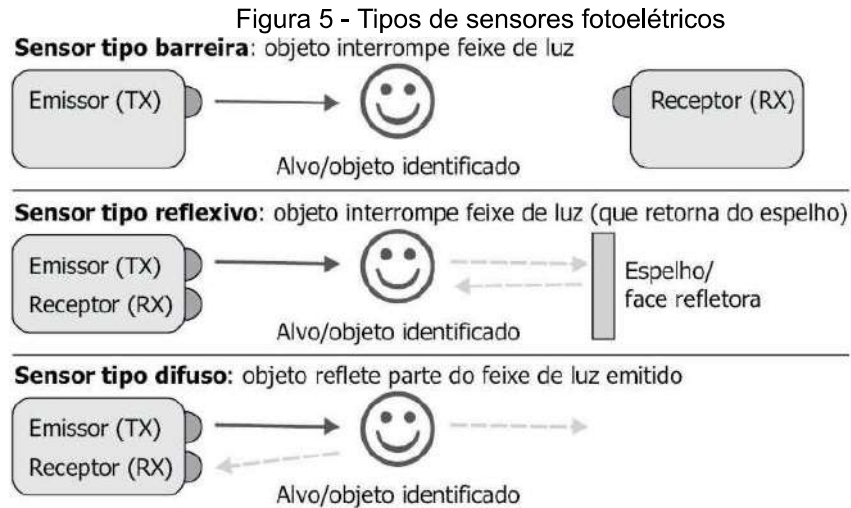 Figura 5 - Tipos de sensores fotoelétricos
Sensor tipo barreira: objeto interrompe feixe de luz
Emissor (TX)
Receptor (RX)
Alvo/objeto identificado
Sensor tipo reflexivo: objeto interrompe feixe de luz (que retorna do espelho)
Emissor (TX)
Receptor (RX)
Espelho/
face refletora
Alvo/objeto identificado
Sensor tipo difuso: objeto reflete parte do feixe de luz emitido
Emissor (TX)
Receptor (RX)
Alvo/objeto identificado